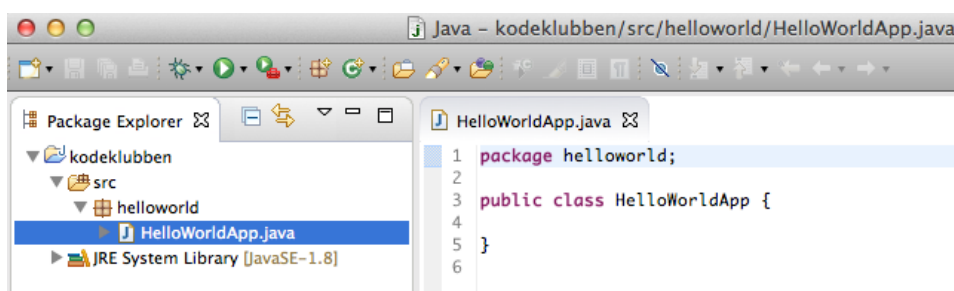 Java – kodeklubben/src/helloworld/HelloWorldApp.java
Package Explorer
kodeklubben
src
helloworld
HelloWorldApp.java
JRE System Library [JavaSE-1.8]
HelloWorldApp.java
1 package helloworld;
2
3 public class HelloWorldApp {
4
5 }
6